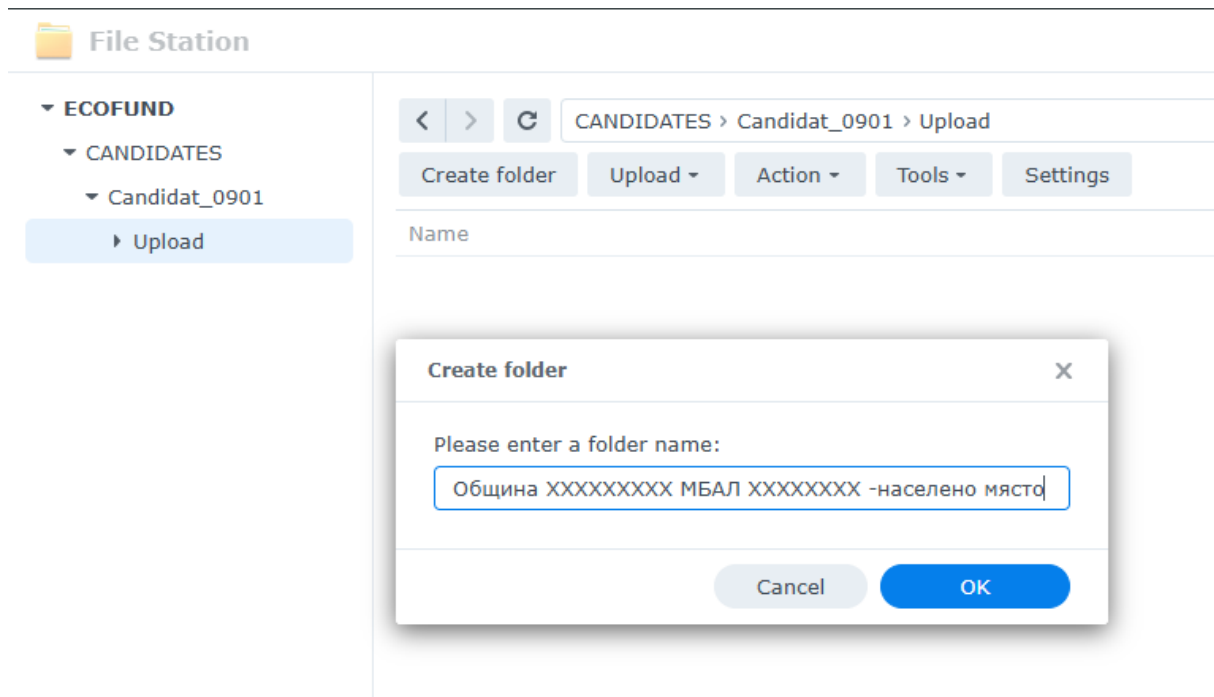 File Station
ECOFUND
CANDIDATES
Candidat_0901
Upload
CANDIDATES > Candidat_0901 > Upload
Create folder Upload Action Tools Settings
Name
Create folder
Please enter a folder name:
Община XXXXXXXXX МБАЛ XXXXXXXX -населено място
Cancel OK